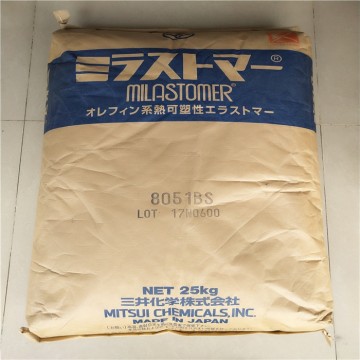 ミラストマー®
MILASTOMER®
オレフィン系熱可塑性エラストマー
8051BS
LOT 17H0600
NET 25kg
三井化学株式会社
MITSUI CHEMICALS, INC.
MADE IN JAPAN